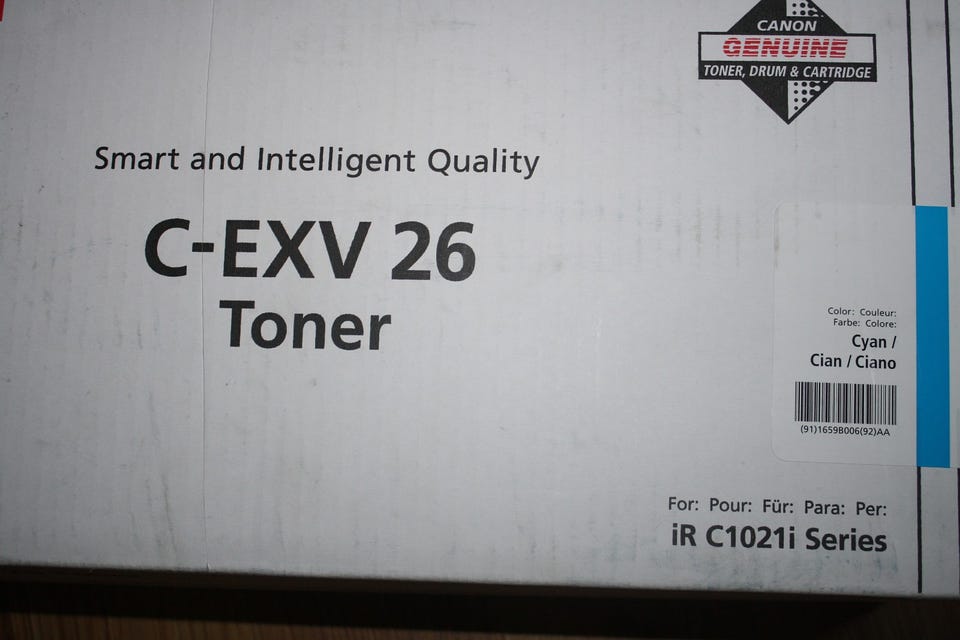 CANON
GENUINE
TONER, DRUM & CARTRIDGE
Smart and Intelligent Quality
C-EXV 26
Toner
Color: Couleur:
Farbe: Colore:
Cyan /
Cian / Ciano
(91)1659B006(92)AA
For: Pour: Für: Para: Per:
iR C1021i Series